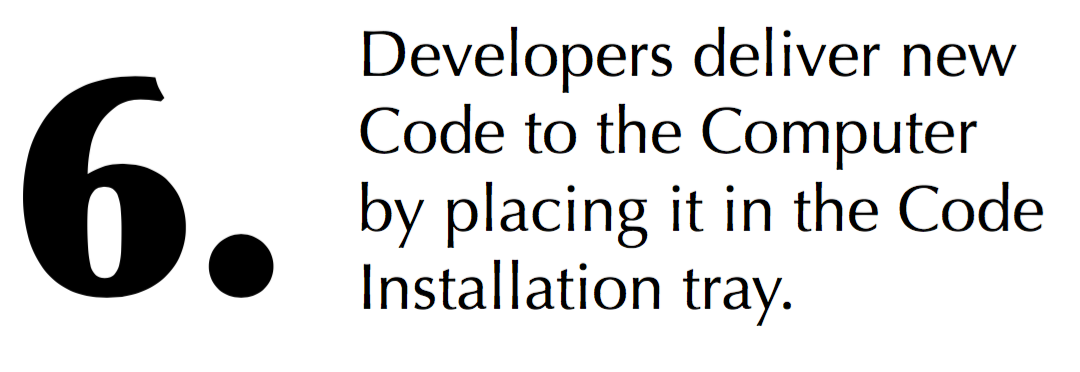 6.
Developers deliver new
Code to the Computer
by placing it in the Code
Installation tray.